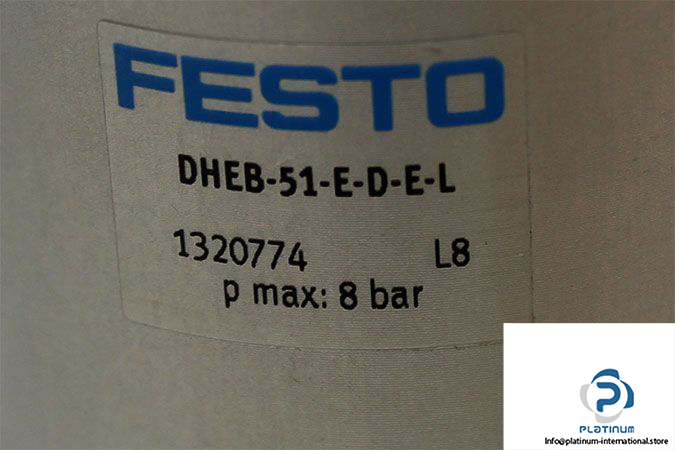 FESTO
DHEB-51-E-D-E-L
1320774 L8
p max: 8 bar
PLATINUM
Info@platinum-international.store